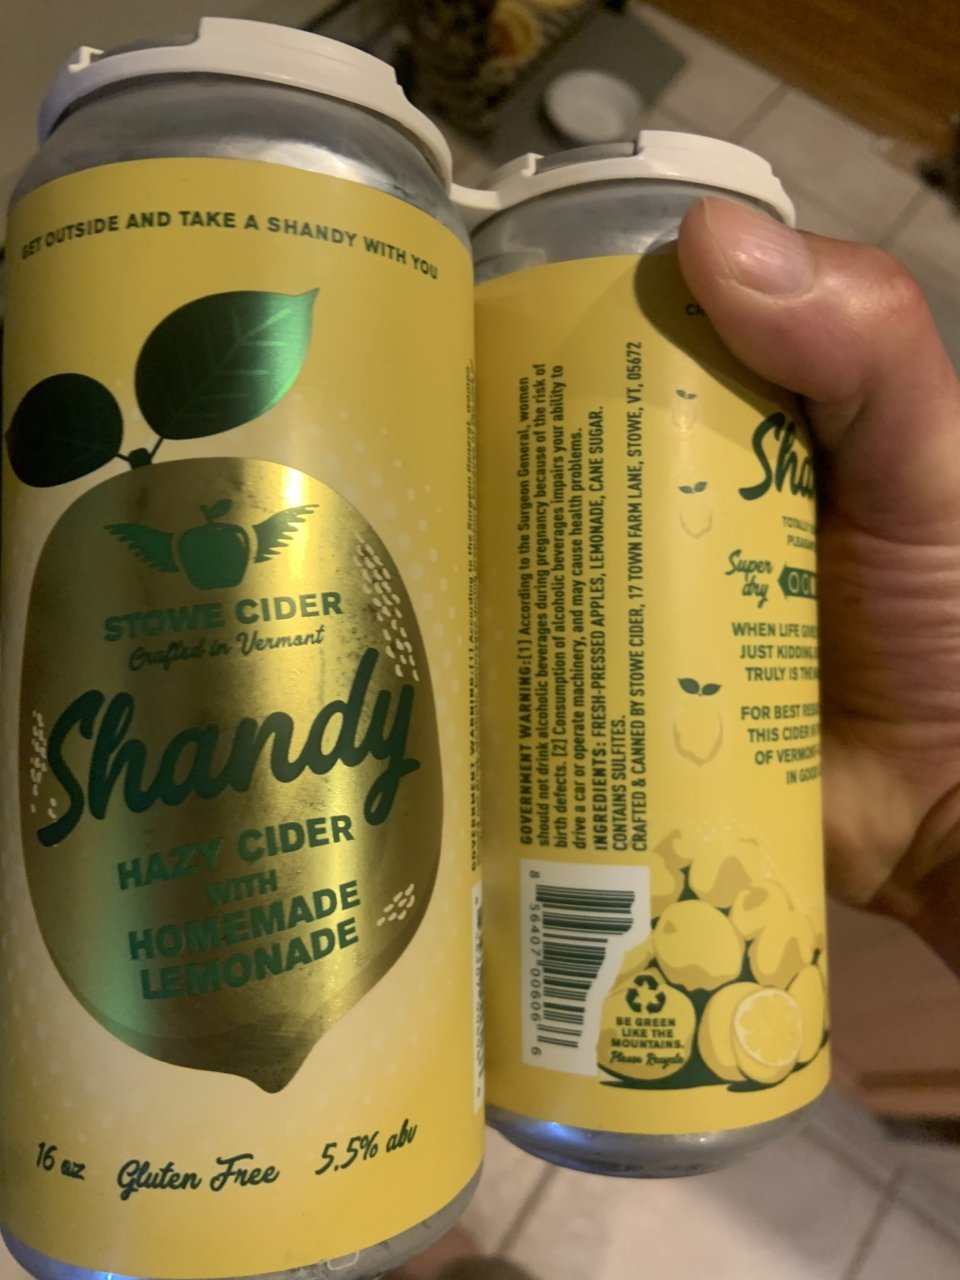 GET OUTSIDE AND TAKE A SHANDY WITH YOU
STOWE CIDER
Crafted in Vermont
Shandy
HAZY CIDER
WITH
HOMEMADE
LEMONADE
16 oz Gluten Free 5.5% abv
GOVERNMENT WARNING: [1] According to the Surgeon General, women
should not drink alcoholic beverages during pregnancy because of the risk of
birth defects. [2] Consumption of alcoholic beverages impairs your ability to
drive a car or operate machinery, and may cause health problems.
INGREDIENTS: FRESH-PRESSED APPLES, LEMONADE, CANE SUGAR.
CONTAINS SULFITES.
CRAFTED & CANNED BY STOWE CIDER, 17 TOWN FARM LANE, STOWE, VT, 05672
8 56407 00606 6
BE GREEN
LIKE THE
MOUNTAINS.
Please Recycle
Super
dry
WHEN LIFE
JUST KIDDING
TRULY IS THE
FOR BEST
THIS CIDER
OF
IN